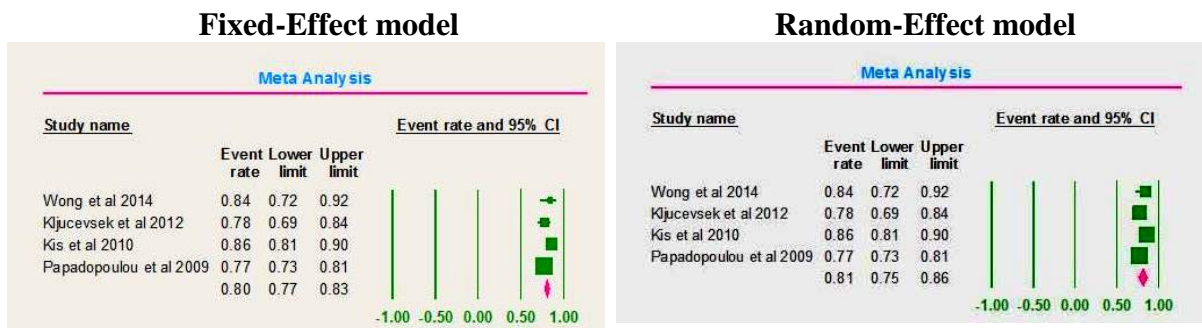 Fixed-Effect model
Meta Analysis
Study name Event rate and 95% CI
Event Lower Upper
rate limit limit
Wong et al 2014 0.84 0.72 0.92
Kljucevsek et al 2012 0.78 0.69 0.84
Kis et al 2010 0.86 0.81 0.90
Papadopoulou et al 2009 0.77 0.73 0.81
0.80 0.77 0.83
-1.00 -0.50 0.00 0.50 1.00
Random-Effect model
Meta Analysis
Study name Event rate and 95% CI
Event Lower Upper
rate limit limit
Wong et al 2014 0.84 0.72 0.92
Kljucevsek et al 2012 0.78 0.69 0.84
Kis et al 2010 0.86 0.81 0.90
Papadopoulou et al 2009 0.77 0.73 0.81
0.81 0.75 0.86
-1.00 -0.50 0.00 0.50 1.00